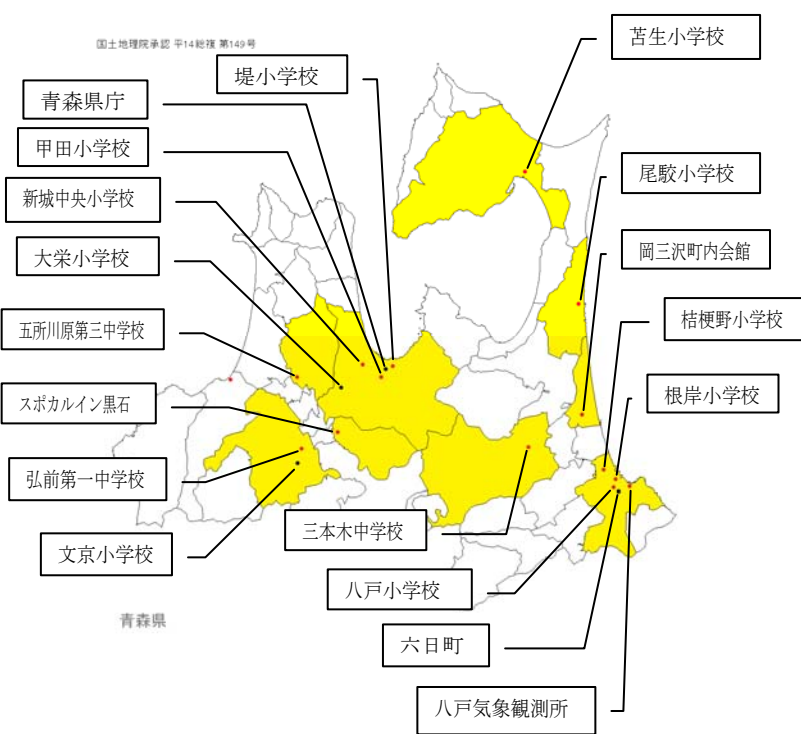 国土地理院承認 平14総複 第149号
苫生小学校
堤小学校
青森県庁
甲田小学校
尾駮小学校
新城中央小学校
岡三沢町内会館
大栄小学校
桔梗野小学校
五所川原第三中学校
根岸小学校
スポカルイン黒石
弘前第一中学校
三本木中学校
文京小学校
八戸小学校
青森県
六日町
八戸気象観測所